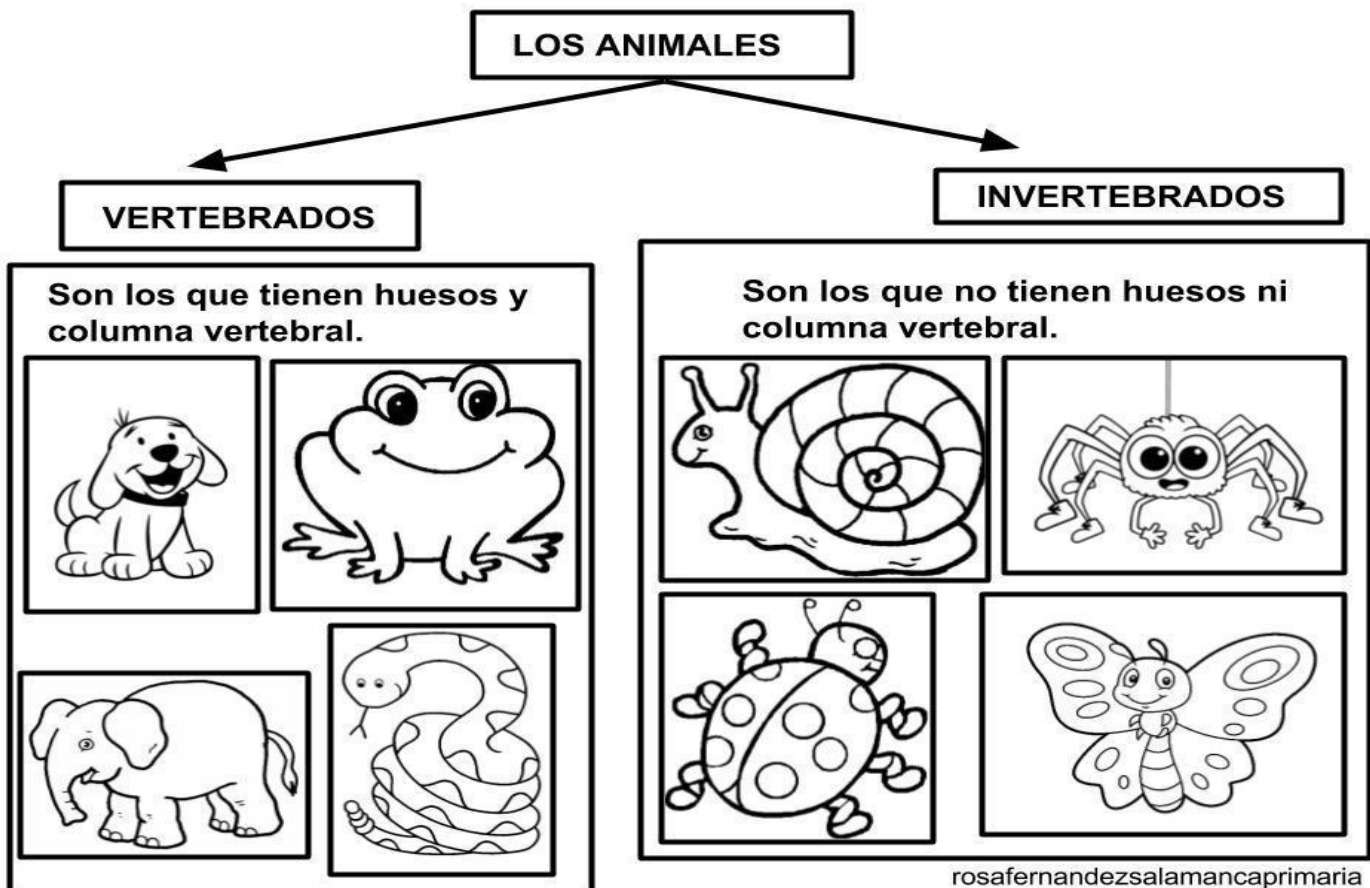 LOS ANIMALES
VERTEBRADOS
INVERTEBRADOS
Son los que tienen huesos y
columna vertebral.
Son los que no tienen huesos ni
columna vertebral.
rosafernandezsalamancaprimaria